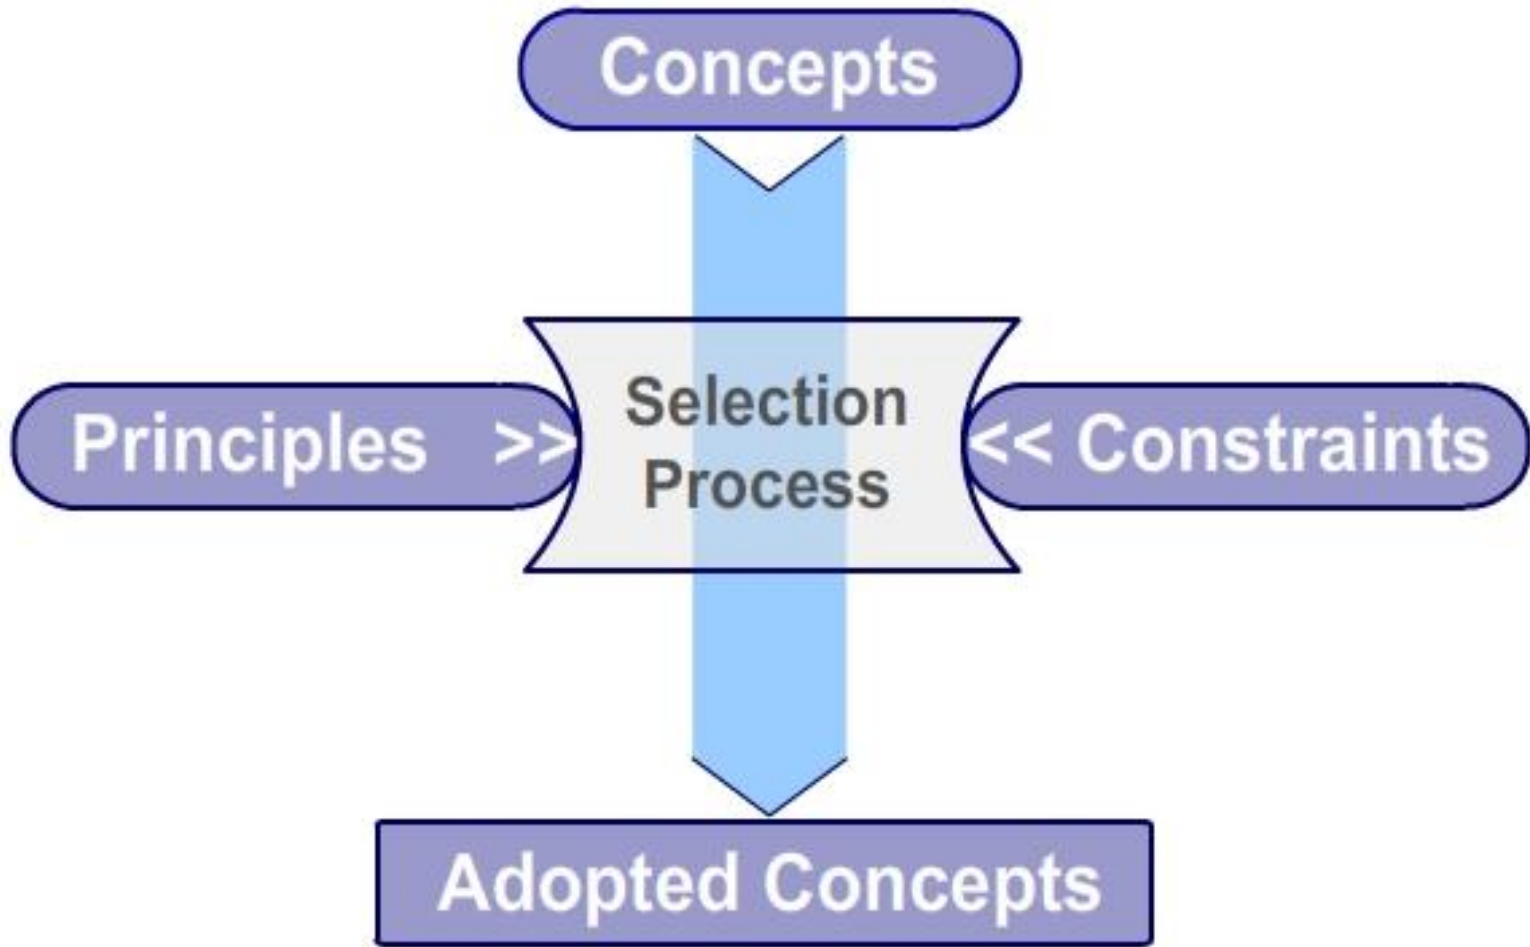 Concepts
Principles >>
Selection
Process
<< Constraints
Adopted Concepts